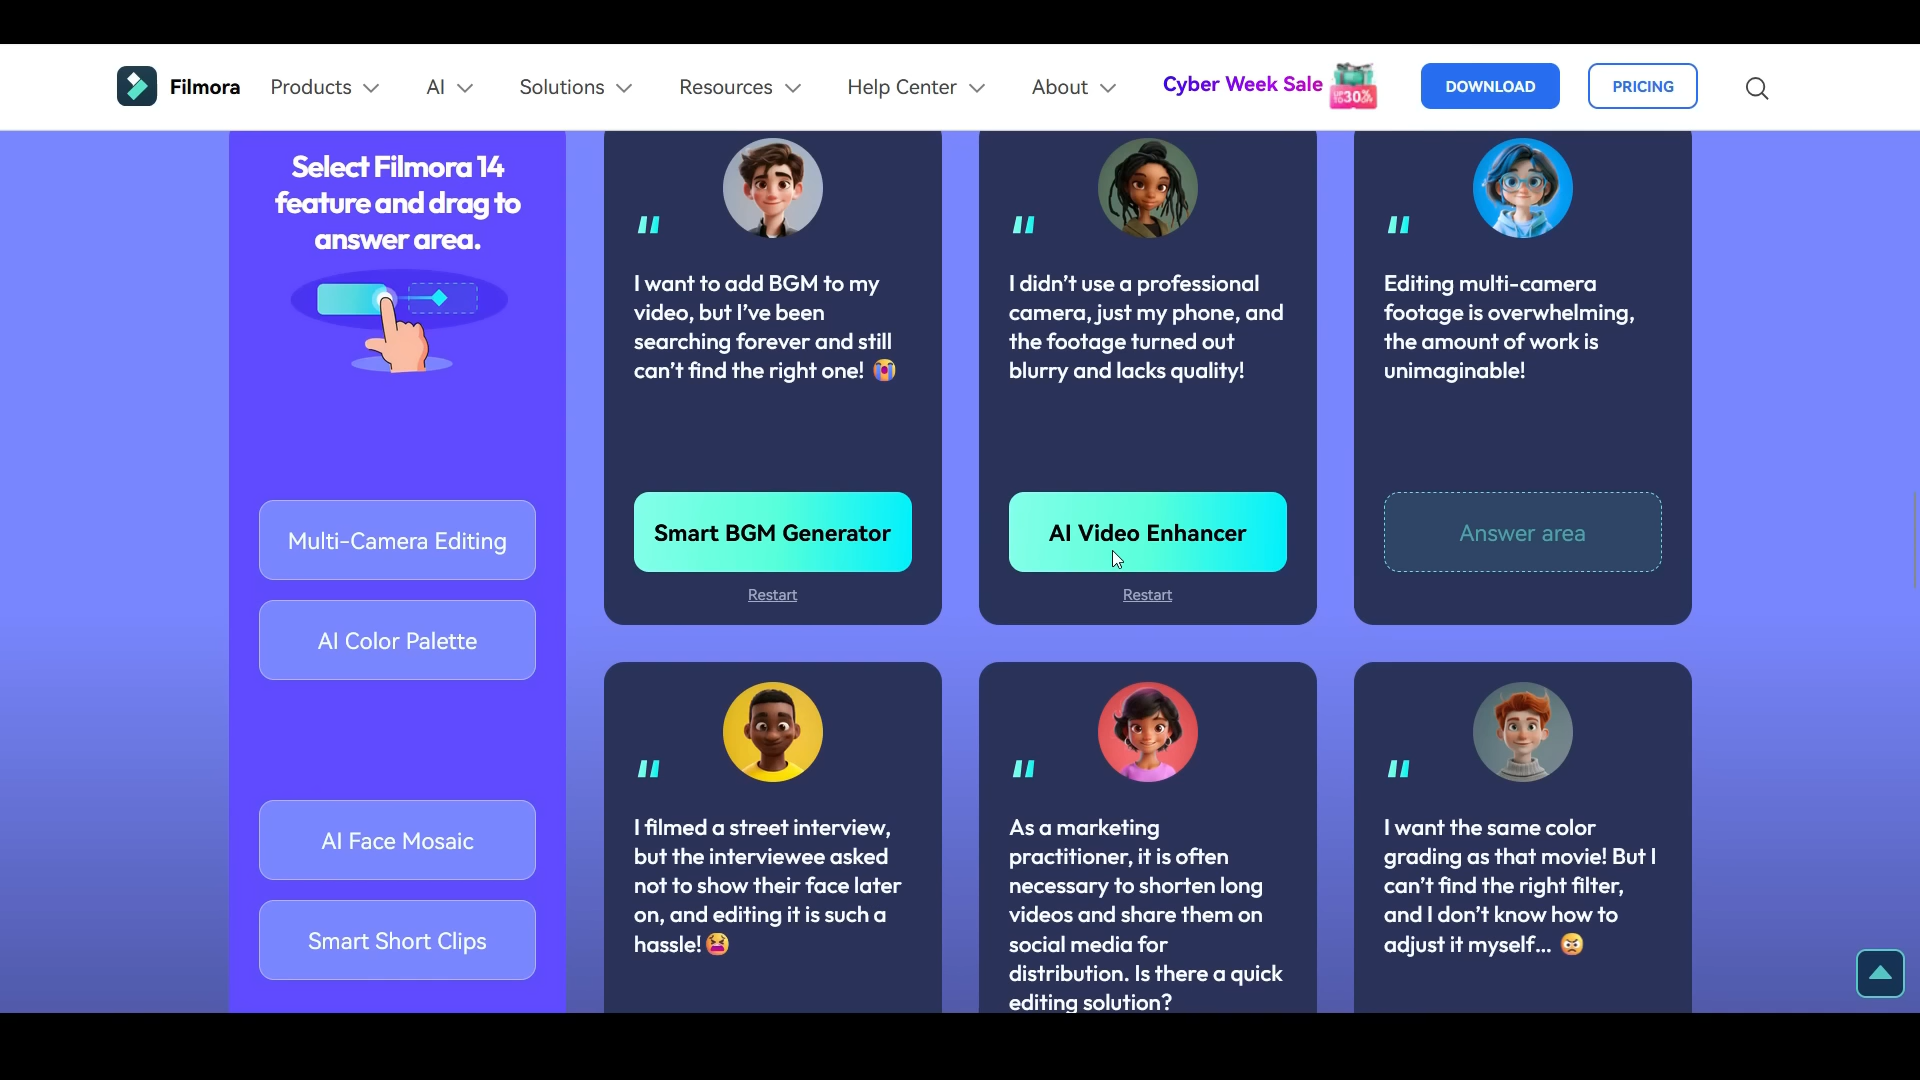 Filmora
Products
AI
Solutions
Resources
Help Center
About
Cyber Week Sale
UP TO 30%
DOWNLOAD
PRICING
Select Filmora 14
feature and drag to
answer area.
Multi-Camera Editing
AI Color Palette
AI Face Mosaic
Smart Short Clips
"
I want to add BGM to my
video, but I've been
searching forever and still
can't find the right one! 😭
Smart BGM Generator
Restart
"
I didn't use a professional
camera, just my phone, and
the footage turned out
blurry and lacks quality!
AI Video Enhancer
Restart
"
Editing multi-camera
footage is overwhelming,
the amount of work is
unimaginable!
Answer area
"
I filmed a street interview,
but the interviewee asked
not to show their face later
on, and editing it is such a
hassle!😫
"
As a marketing
practitioner, it is often
necessary to shorten long
videos and share them on
social media for
distribution. Is there a quick
editing solution?
"
I want the same color
grading as that movie! But I
can't find the right filter,
and I don't know how to
adjust it myself... 😠